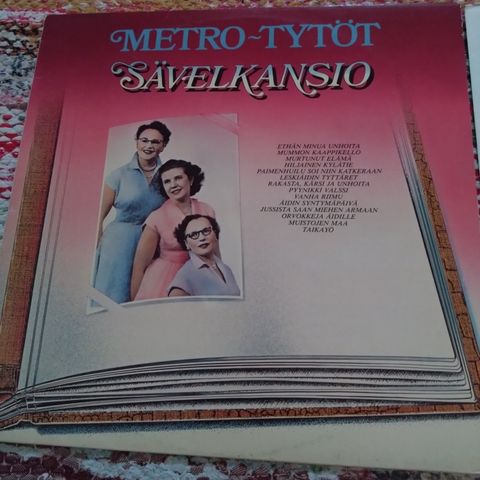 METRO~TYTÖT
SÄVELKANSIO
ETHÄN MINUA UNHOITA
MUMMON KAAPPIKELLO
MURTUNUT ELÄMÄ
HILJAINEN KYLÄTIE
PAIMENHUILU SOI NIIN KATKERAAN
LESKIÄIDIN TYTTÄRET
RAKASTA, KÄRSI JA UNHOITA
PYYNIKKI VALSSI
VANHA RIIMU
ÄIDIN SYNTYMÄPÄIVÄ
JUSSISTA SAAN MIEHEN ARMAAN
ORVOKKEJA ÄIDILLE
MUISTOJEN MAA
TAIKAYÖ